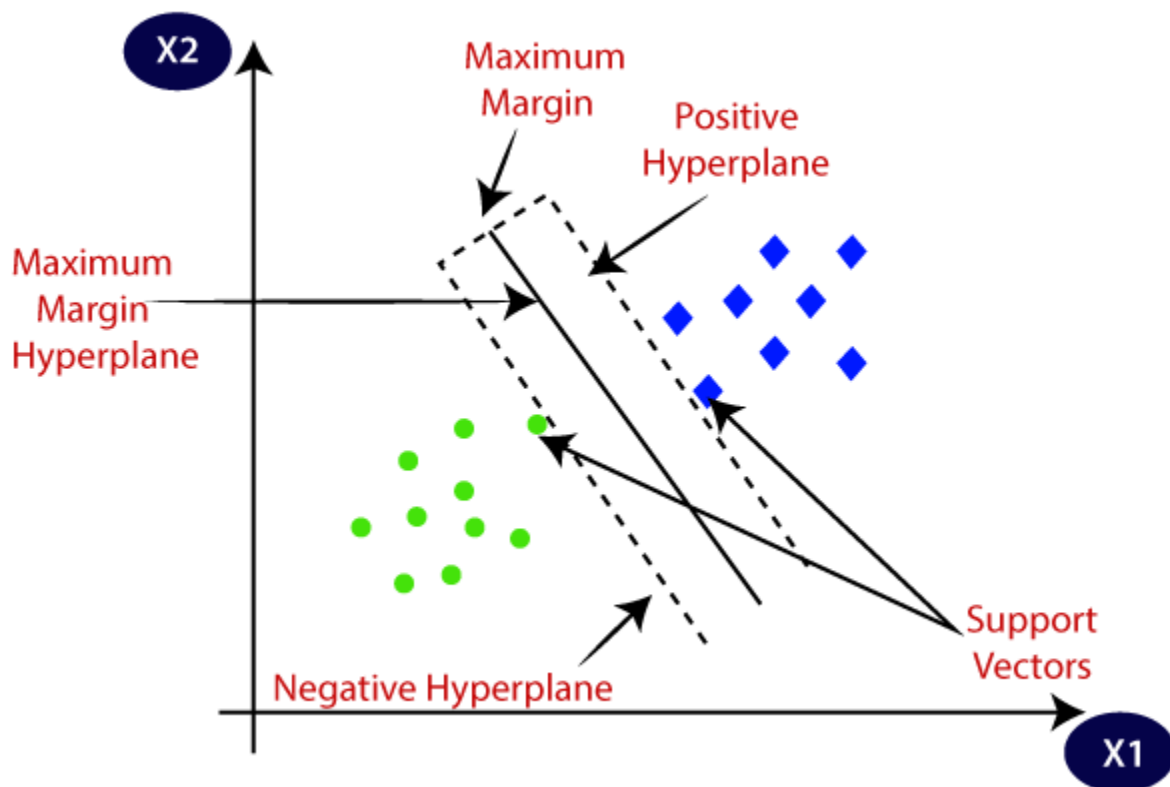 X2
Maximum
Margin
Positive
Hyperplane
Maximum
Margin
Hyperplane
Support
Vectors
Negative Hyperplane
X1